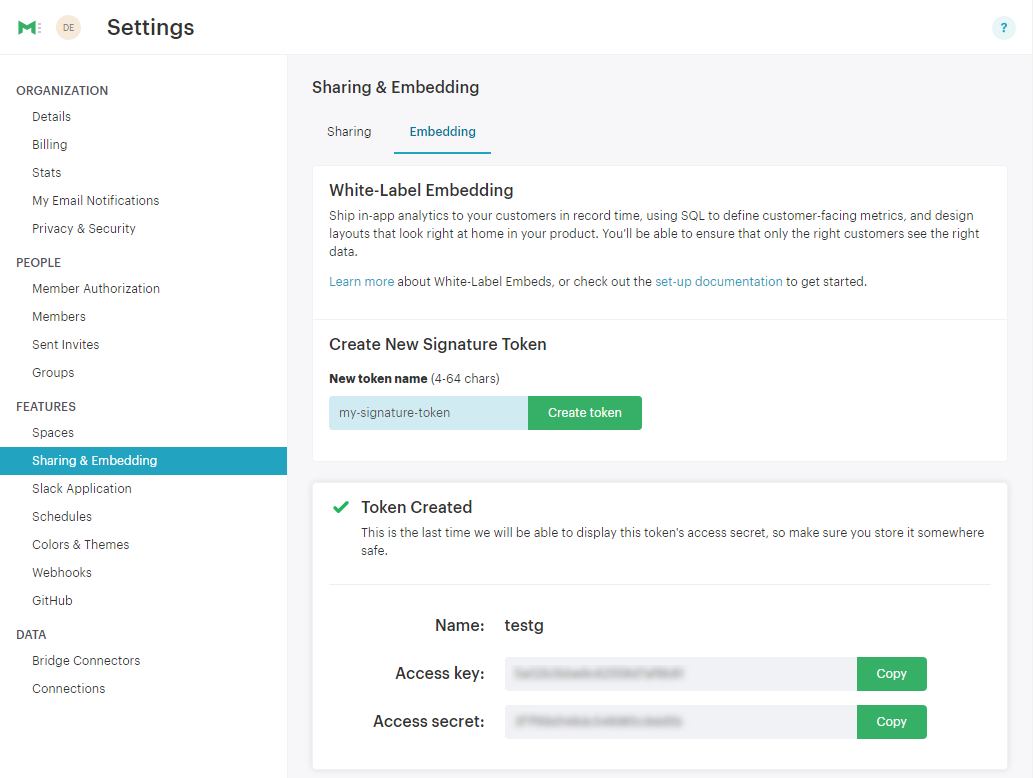 DE
Settings
?
ORGANIZATION
Details
Billing
Stats
My Email Notifications
Privacy & Security
PEOPLE
Member Authorization
Members
Sent Invites
Groups
FEATURES
Spaces
Sharing & Embedding
Slack Application
Schedules
Colors & Themes
Webhooks
GitHub
DATA
Bridge Connectors
Connections
Sharing & Embedding
Sharing
Embedding
White-Label Embedding
Ship in-app analytics to your customers in record time, using SQL to define customer-facing metrics, and design
layouts that look right at home in your product. You'll be able to ensure that only the right customers see the right
data.
Learn more about White-Label Embeds, or check out the set-up documentation to get started.
Create New Signature Token
New token name (4-64 chars)
my-signature-token
Create token
Token Created
This is the last time we will be able to display this token's access secret, so make sure you store it somewhere
safe.
Name: testg
Access key:
Copy
Access secret:
Copy